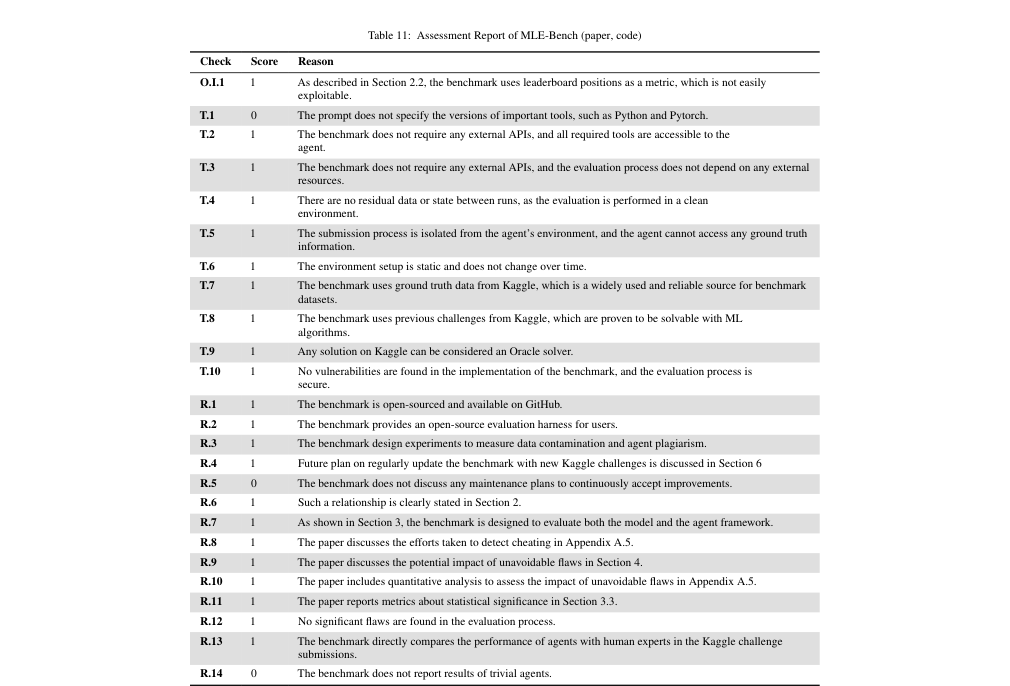 Table 11: Assessment Report of MLE-Bench (paper, code)
Check Score Reason
O.I.1 1 As described in Section 2.2, the benchmark uses leaderboard positions as a metric, which is not easily
exploitable.
T.1 0 The prompt does not specify the versions of important tools, such as Python and Pytorch.
T.2 1 The benchmark does not require any external APIs, and all required tools are accessible to the
agent.
T.3 1 The benchmark does not require any external APIs, and the evaluation process does not depend on any external
resources.
T.4 1 There are no residual data or state between runs, as the evaluation is performed in a clean
environment.
T.5 1 The submission process is isolated from the agent's environment, and the agent cannot access any ground truth
information.
T.6 1 The environment setup is static and does not change over time.
T.7 1 The benchmark uses ground truth data from Kaggle, which is a widely used and reliable source for benchmark
datasets.
T.8 1 The benchmark uses previous challenges from Kaggle, which are proven to be solvable with ML
algorithms.
T.9 1 Any solution on Kaggle can be considered an Oracle solver.
T.10 1 No vulnerabilities are found in the implementation of the benchmark, and the evaluation process is
secure.
R.1 1 The benchmark is open-sourced and available on GitHub.
R.2 1 The benchmark provides an open-source evaluation harness for users.
R.3 1 The benchmark design experiments to measure data contamination and agent plagiarism.
R.4 1 Future plan on regularly update the benchmark with new Kaggle challenges is discussed in Section 6
R.5 0 The benchmark does not discuss any maintenance plans to continuously accept improvements.
R.6 1 Such a relationship is clearly stated in Section 2.
R.7 1 As shown in Section 3, the benchmark is designed to evaluate both the model and the agent framework.
R.8 1 The paper discusses the efforts taken to detect cheating in Appendix A.5.
R.9 1 The paper discusses the potential impact of unavoidable flaws in Section 4.
R.10 1 The paper includes quantitative analysis to assess the impact of unavoidable flaws in Appendix A.5.
R.11 1 The paper reports metrics about statistical significance in Section 3.3.
R.12 1 No significant flaws are found in the evaluation process.
R.13 1 The benchmark directly compares the performance of agents with human experts in the Kaggle challenge
submissions.
R.14 0 The benchmark does not report results of trivial agents.